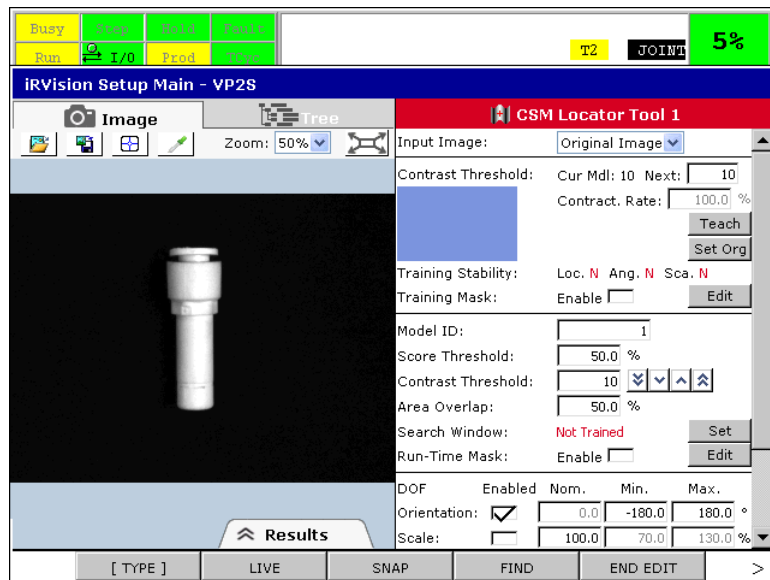 Busy Step Hold Fault
Run I/O Prod TCyc
T2 JOINT 5%
iRVision Setup Main - VP2S
Image Tree
Zoom: 50%
CSM Locator Tool 1
Input Image: Original Image
Contrast Threshold: Cur Mdl: 10 Next: 10
Contract. Rate: 100.0 %
Teach
Set Org
Training Stability: Loc. N Ang. N Sca. N
Training Mask: Enable Edit
Model ID: 1
Score Threshold: 50.0 %
Contrast Threshold: 10
Area Overlap: 50.0 %
Search Window: Not Trained Set
Run-Time Mask: Enable Edit
DOF Enabled Nom. Min. Max.
Orientation: 0.0 -180.0 180.0 °
Scale: 100.0 70.0 130.0 %
Results
[ TYPE ] LIVE SNAP FIND END EDIT >